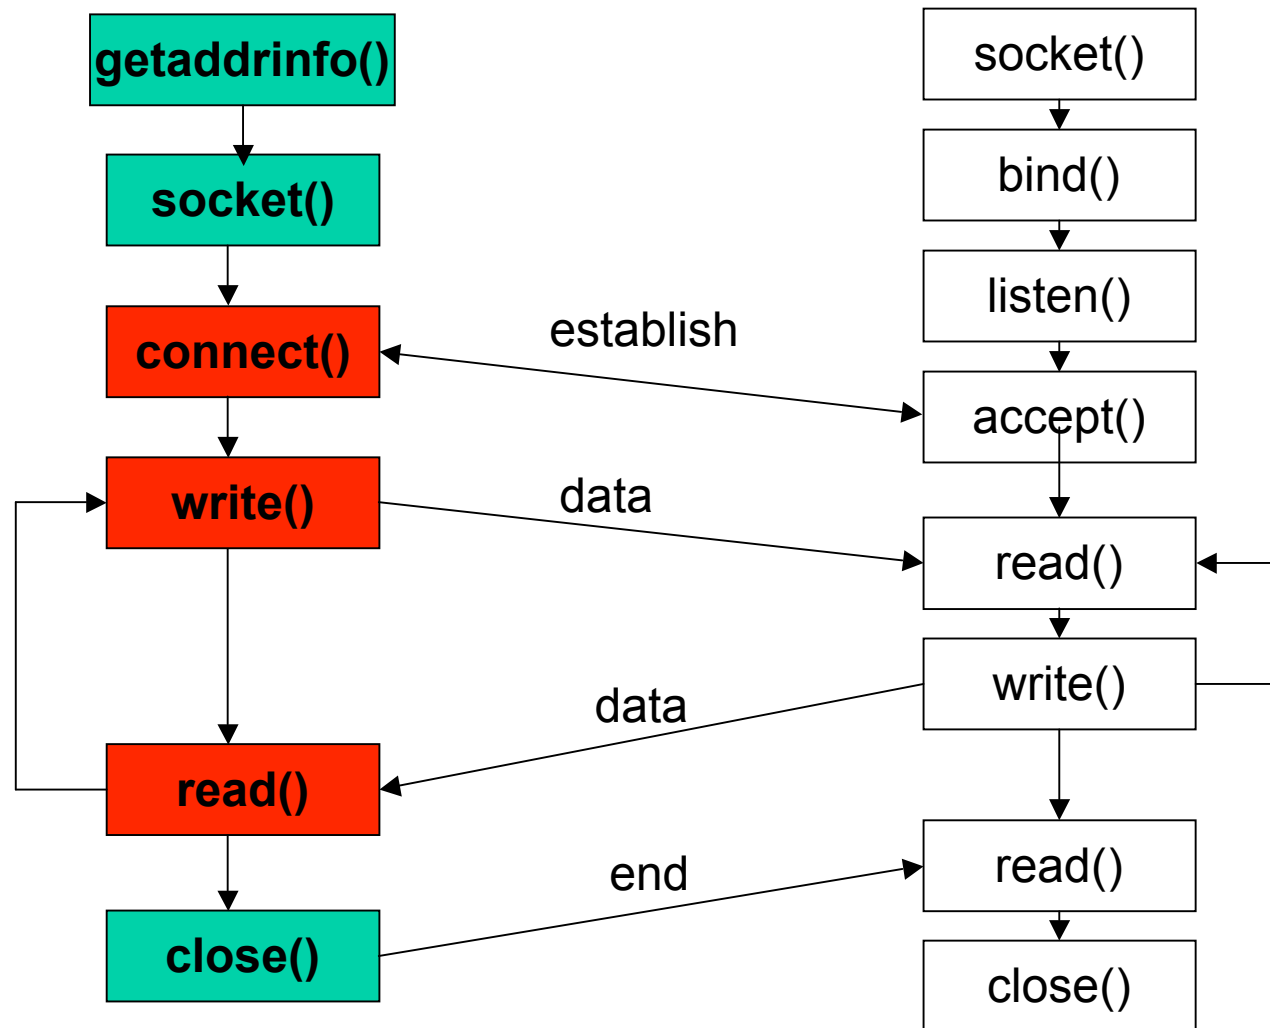 getaddrinfo()
socket()
connect()
write()
read()
close()
establish
data
data
end
socket()
bind()
listen()
accept()
read()
write()
read()
close()